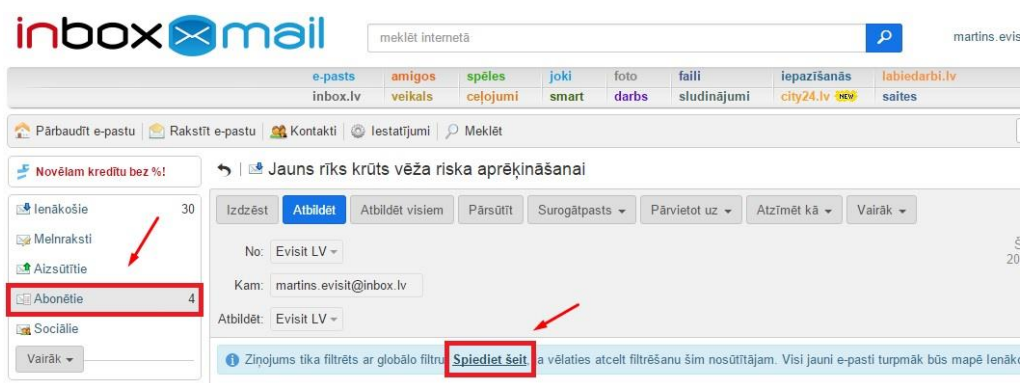 inbox mail
meklēt internetā
martins.evis
e-pasts amigos spēles joki foto faili iepazīšanās labiedarbi.lv
inbox.lv veikals ceļojumi smart darbs sludinājumi city24.lv NEW saites
Pārbaudīt e-pastu Rakstīt e-pastu Kontakti Iestatījumi Meklēt
Novēlam kredītu bez %!
Jauns rīks krūts vēža riska aprēķināšanai
Ienākošie 30
Melnraksti
Aizsūtītie
Abonētie 4
Sociālie
Vairāk
Izdzēst Atbildēt Atbildēt visiem Pārsūtīt Surogātpasts Pārvietot uz Atzīmēt kā Vairāk
No: Evisit LV
20
Kam: martins.evisit@inbox.lv
Atbildēt: Evisit LV
Ziņojums tika filtrēts ar globālo filtru Spiediet šeit, a vēlaties atcelt filtrēšanu šim nosūtītājam. Visi jauni e-pasti turpmāk būs mapē Ienāko